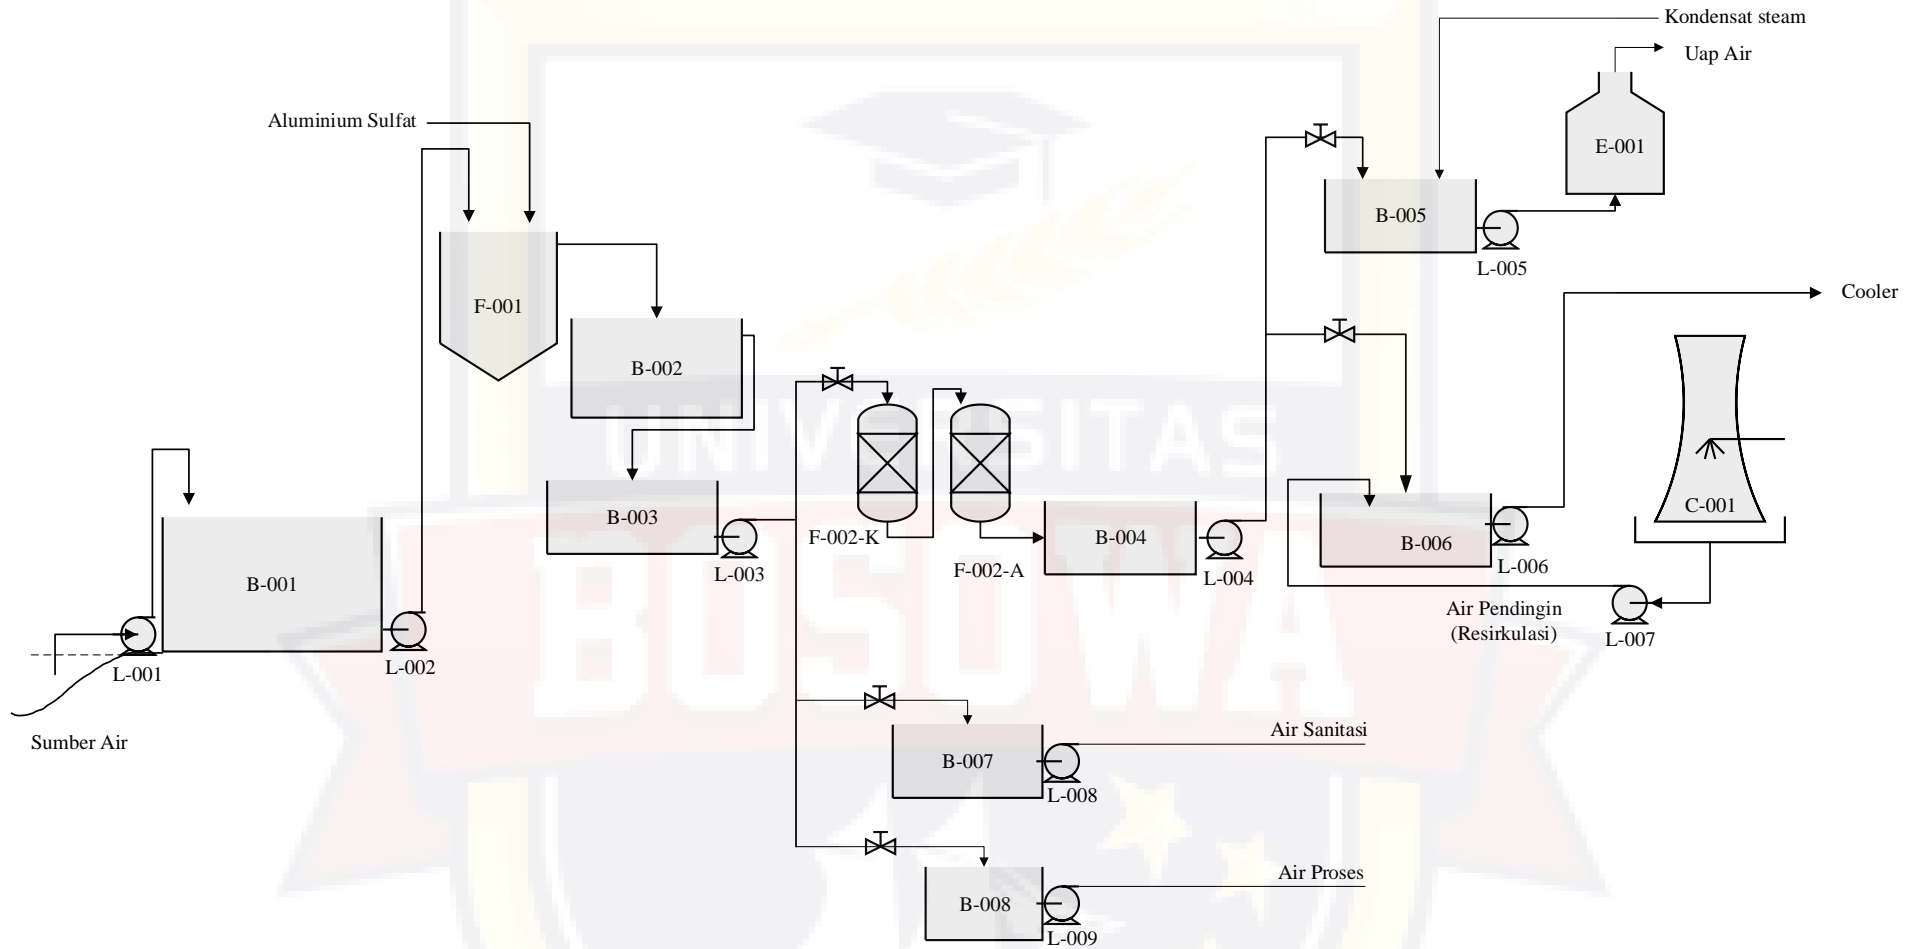 Kondensat steam
Uap Air
Aluminium Sulfat
E-001
B-005
L-005
F-001
Cooler
B-002
UNIVERSITAS
B-003
L-003
F-002-K
F-002-A
B-004
L-004
C-001
B-006
L-006
B-001
L-001
L-002
Air Pendingin
(Resirkulasi)
L-007
BOSOWA
Sumber Air
Air Sanitasi
B-007
L-008
Air Proses
B-008
L-009